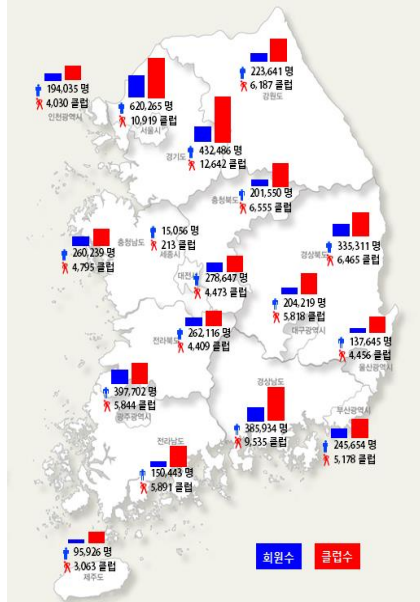 223,641 명
6,187 클럽
강원도
194,035 명
4,030 클럽
인천광역시
620,265 명
10,919 클럽
서울시
432,486 명
12,642 클럽
경기도
201,550 명
6,555 클럽
충청북도
충청남도
260,239 명
4,795 클럽
15,056 명
213 클럽
세종시
335,311 명
6,465 클럽
경상북도
대전시
278,647 명
4,473 클럽
204,219 명
5,818 클럽
대구광역시
137,645 명
4,456 클럽
울산광역시
262,116 명
4,409 클럽
전라북도
397,702 명
5,844 클럽
광주광역시
경상남도
385,934 명
9,535 클럽
부산광역시
245,654 명
5,178 클럽
전라남도
150,443 명
5,891 클럽
95,926 명
3,063 클럽
제주도
회원수
클럽수